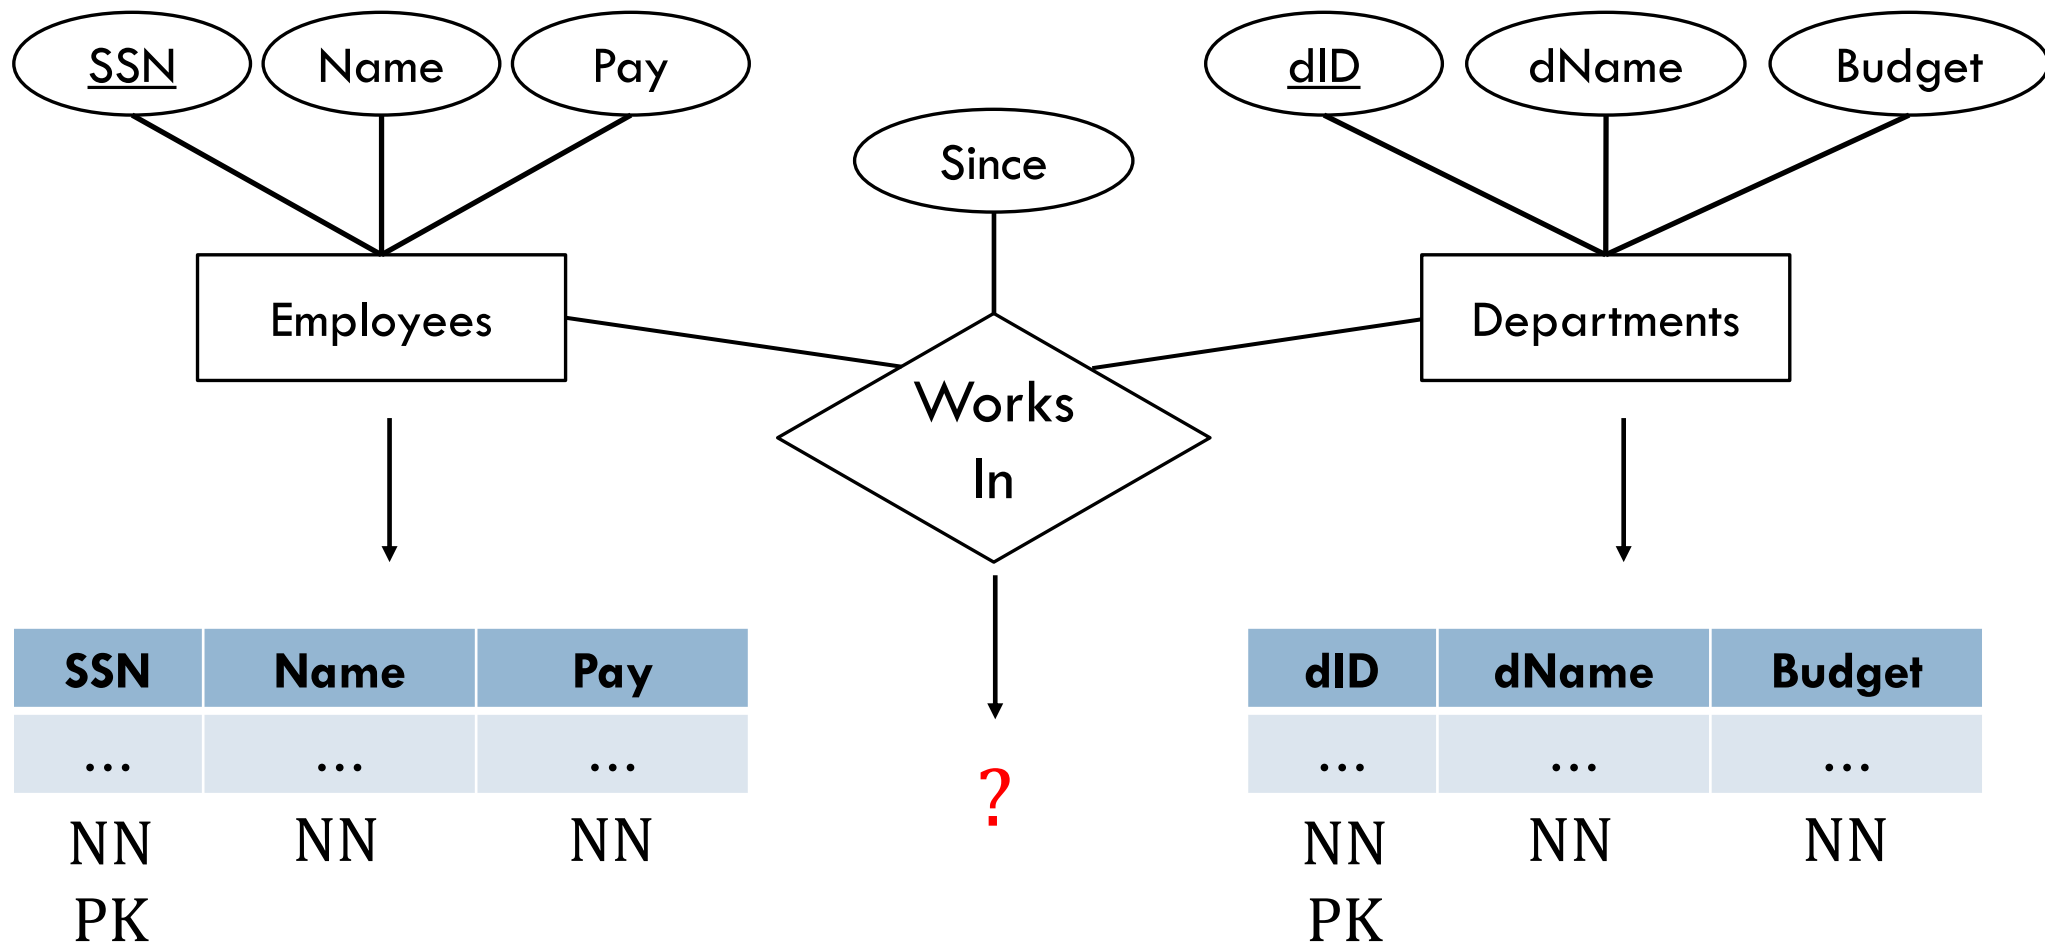 SSN Name Pay dID dName Budget
Since
Employees Departments
Works
In
SSN Name Pay dID dName Budget
... ... ... ... ... ...
?
NN NN NN NN NN NN
PK PK